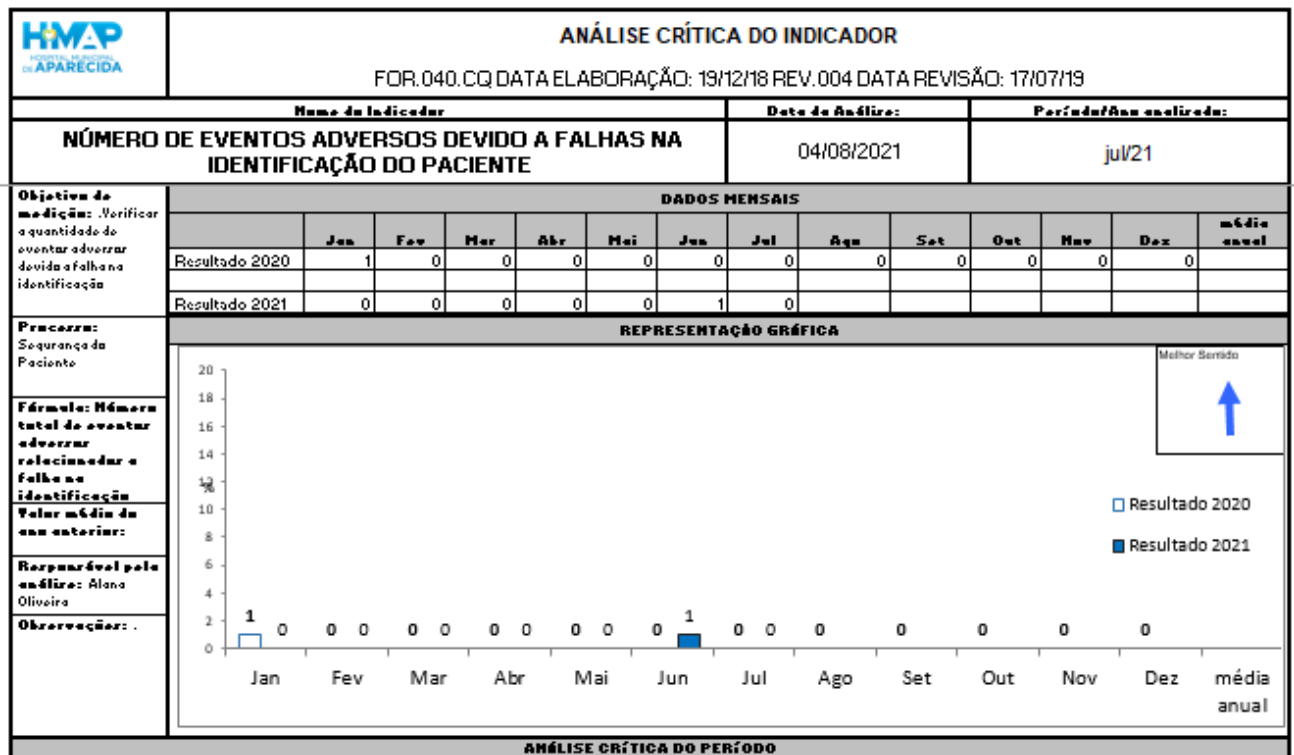 HMAP
HOSPITAL MUNICIPAL
DE APARECIDA
ANÁLISE CRÍTICA DO INDICADOR
FOR.040.CQ DATA ELABORAÇÃO: 19/12/18 REV.004 DATA REVISÃO: 17/07/19
Nome do Indicador
Data da Análise:
Período/Ano analisado:
NÚMERO DE EVENTOS ADVERSOS DEVIDO A FALHAS NA
IDENTIFICAÇÃO DO PACIENTE
04/08/2021
jul/21
Objetivo da
medição: .Verificar
a quantidade de
eventos adversos
devido a falha na
identificação
DADOS MENSAIS
Jan Fev Mar Abr Mai Jun Jul Ago Set Out Nov Dez média anual
Resultado 2020 1 0 0 0 0 0 0 0 0 0 0 0
Resultado 2021 0 0 0 0 0 1 0
Processo:
Segurança do
Paciente
REPRESENTAÇÃO GRÁFICA
Fórmula: Número
total de eventos
adversos
relacionados a
falha na
identificação
Valor médio do
ano anterior:
Responsável pela
análise: Alana
Oliveira
Observações: .
Melhor Sentido
20
18
16
14
12
%
10
8
6
4
2
0
Resultado 2020
Resultado 2021
1 0 0 0 0 0 0 0 0 0 0 1 0 0 0 0 0 0 0
Jan Fev Mar Abr Mai Jun Jul Ago Set Out Nov Dez média
anual
ANÁLISE CRÍTICA DO PERÍODO